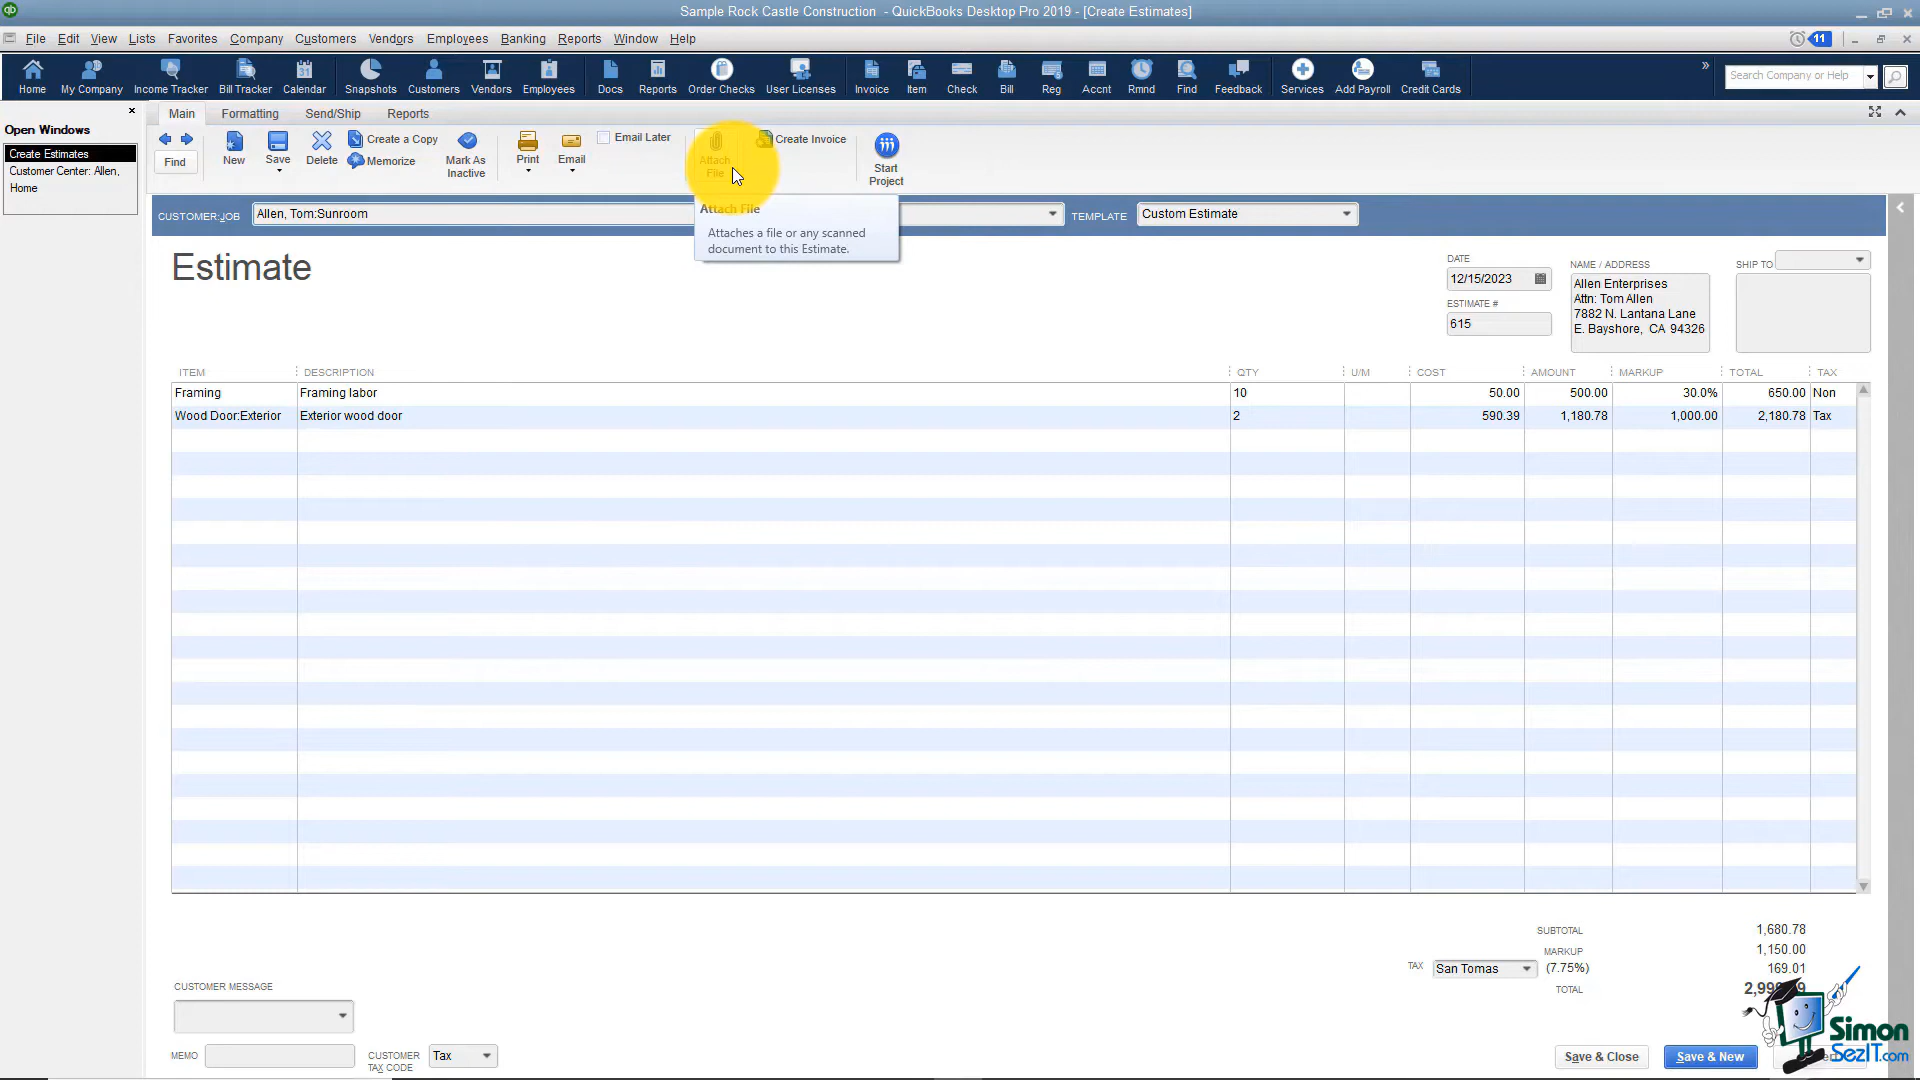 Sample Rock Castle Construction - QuickBooks Desktop Pro 2019 - [Create Estimates]
File Edit View Lists Favorites Company Customers Vendors Employees Banking Reports Window Help
11
Home My Company Income Tracker Bill Tracker Calendar Snapshots Customers Vendors Employees Docs Reports Order Checks User Licenses Invoice Item Check Bill Reg Accnt Rmnd Find Feedback Services Add Payroll Credit Cards
Search Company or Help
Open Windows
Create Estimates
Customer Center: Allen,
Home
Main Formatting Send/Ship Reports
Find
New
Save
Delete
Create a Copy
Memorize
Mark As
Inactive
Print
Email
Email Later
Attach
File
Create Invoice
Start
Project
CUSTOMER:JOB Allen, Tom:Sunroom
TEMPLATE Custom Estimate
Attach File
Attaches a file or any scanned
document to this Estimate.
Estimate
DATE
12/15/2023
ESTIMATE #
615
NAME / ADDRESS
Allen Enterprises
Attn: Tom Allen
7882 N. Lantana Lane
E. Bayshore, CA 94326
SHIP TO
ITEM DESCRIPTION QTY U/M COST AMOUNT MARKUP TOTAL TAX
Framing Framing labor 10 50.00 500.00 30.0% 650.00 Non
Wood Door:Exterior Exterior wood door 2 590.39 1,180.78 1,000.00 2,180.78 Tax
SUBTOTAL 1,680.78
MARKUP 1,150.00
TAX San Tomas (7.75%) 169.01
TOTAL
CUSTOMER MESSAGE
MEMO
CUSTOMER
TAX CODE
Tax
Save & Close
Save & New
Simon
SezIT.com